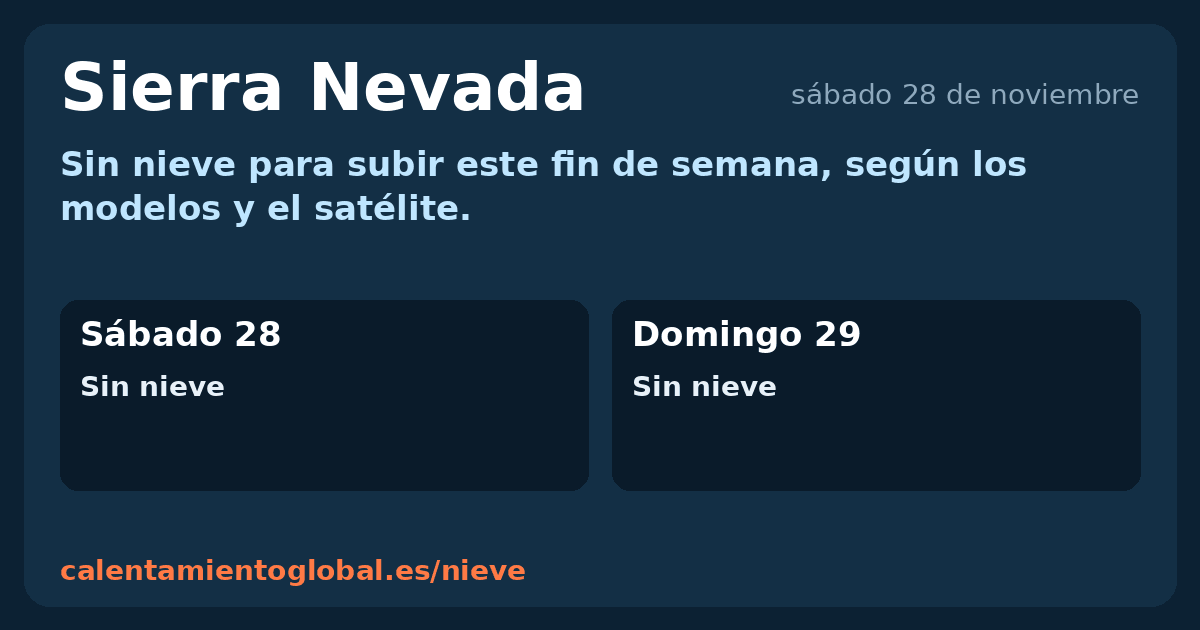 Sierra Nevada
sábado 28 de noviembre
Sin nieve para subir este fin de semana, según los
modelos y el satélite.
Sábado 28
Sin nieve
Domingo 29
Sin nieve
calentamientoglobal.es/nieve